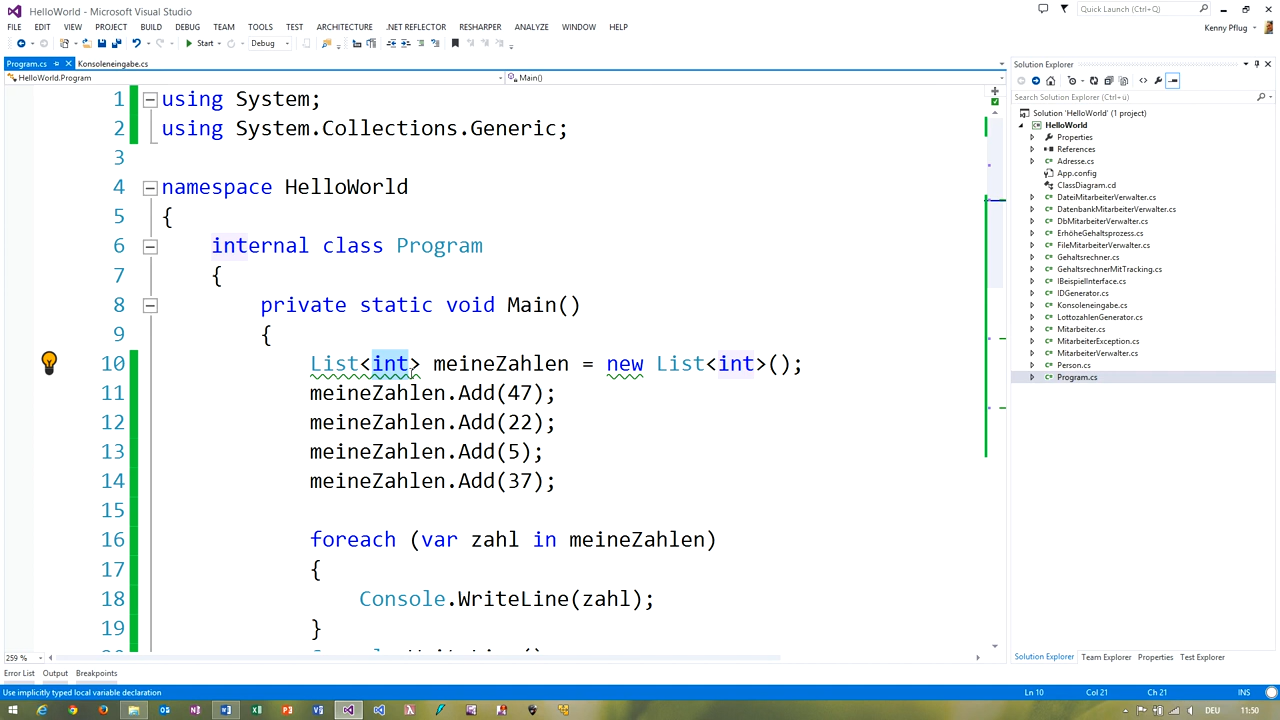 HelloWorld - Microsoft Visual Studio
Quick Launch (Ctrl+Q)
FILE EDIT VIEW PROJECT BUILD DEBUG TEAM TOOLS TEST ARCHITECTURE .NET REFLECTOR RESHARPER ANALYZE WINDOW HELP
Kenny Pflug
Start Debug
Program.cs Konsoleneingabe.cs
HelloWorld.Program Main()
1 using System;
2 using System.Collections.Generic;
3
4 namespace HelloWorld
5 {
6 internal class Program
7 {
8 private static void Main()
9 {
10 List<int> meineZahlen = new List<int>();
11 meineZahlen.Add(47);
12 meineZahlen.Add(22);
13 meineZahlen.Add(5);
14 meineZahlen.Add(37);
15
16 foreach (var zahl in meineZahlen)
17 {
18 Console.WriteLine(zahl);
19 }
259 %
Solution Explorer
Search Solution Explorer (Ctrl+ü)
Solution 'HelloWorld' (1 project)
HelloWorld
Properties
References
Adresse.cs
App.config
ClassDiagram.cd
DateiMitarbeiterVerwalter.cs
DatenbankMitarbeiterVerwalter.cs
DbMitarbeiterVerwalter.cs
ErhöheGehaltsprozess.cs
FileMitarbeiterVerwalter.cs
Gehaltsrechner.cs
GehaltsrechnerMitTracking.cs
IBeispielInterface.cs
IDGenerator.cs
Konsoleneingabe.cs
LottozahlenGenerator.cs
Mitarbeiter.cs
MitarbeiterException.cs
MitarbeiterVerwalter.cs
Person.cs
Program.cs
Solution Explorer Team Explorer Properties Test Explorer
Error List Output Breakpoints
Use implicitly typed local variable declaration
Ln 10 Col 21 Ch 21 INS
DEU 11:50